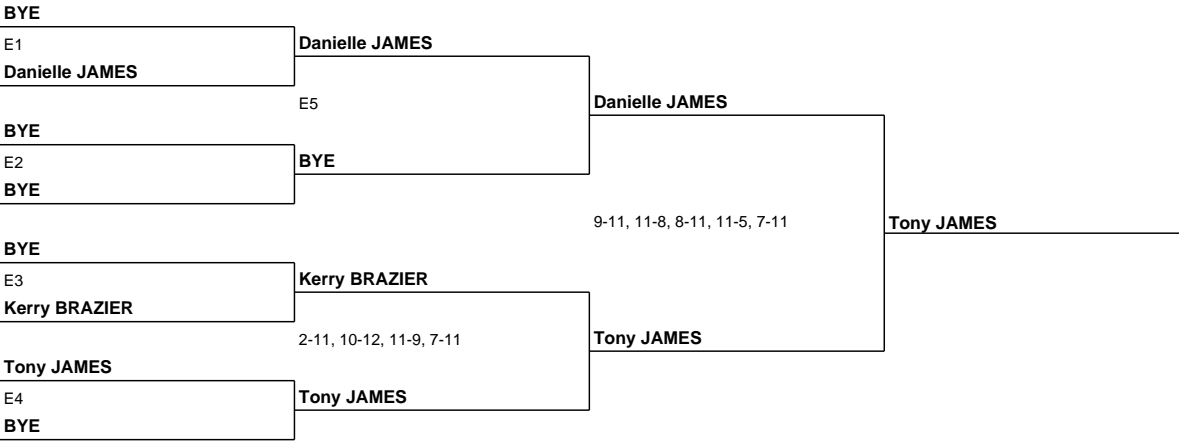 BYE
E1
Danielle JAMES
BYE
E2
BYE
BYE
E3
Kerry BRAZIER
Tony JAMES
E4
BYE
Danielle JAMES
E5
BYE
Kerry BRAZIER
2-11, 10-12, 11-9, 7-11
Tony JAMES
Danielle JAMES
9-11, 11-8, 8-11, 11-5, 7-11
Tony JAMES
Tony JAMES